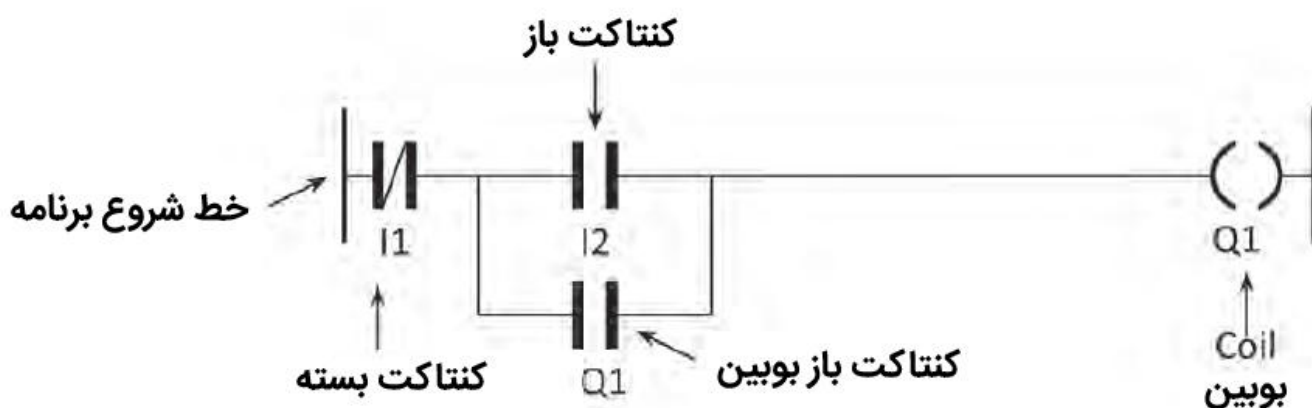 کنتاکت باز
خط شروع برنامه
I1
I2
Q1
کنتاکت بسته
Q1
کنتاکت باز بوبین
Coil
بوبین